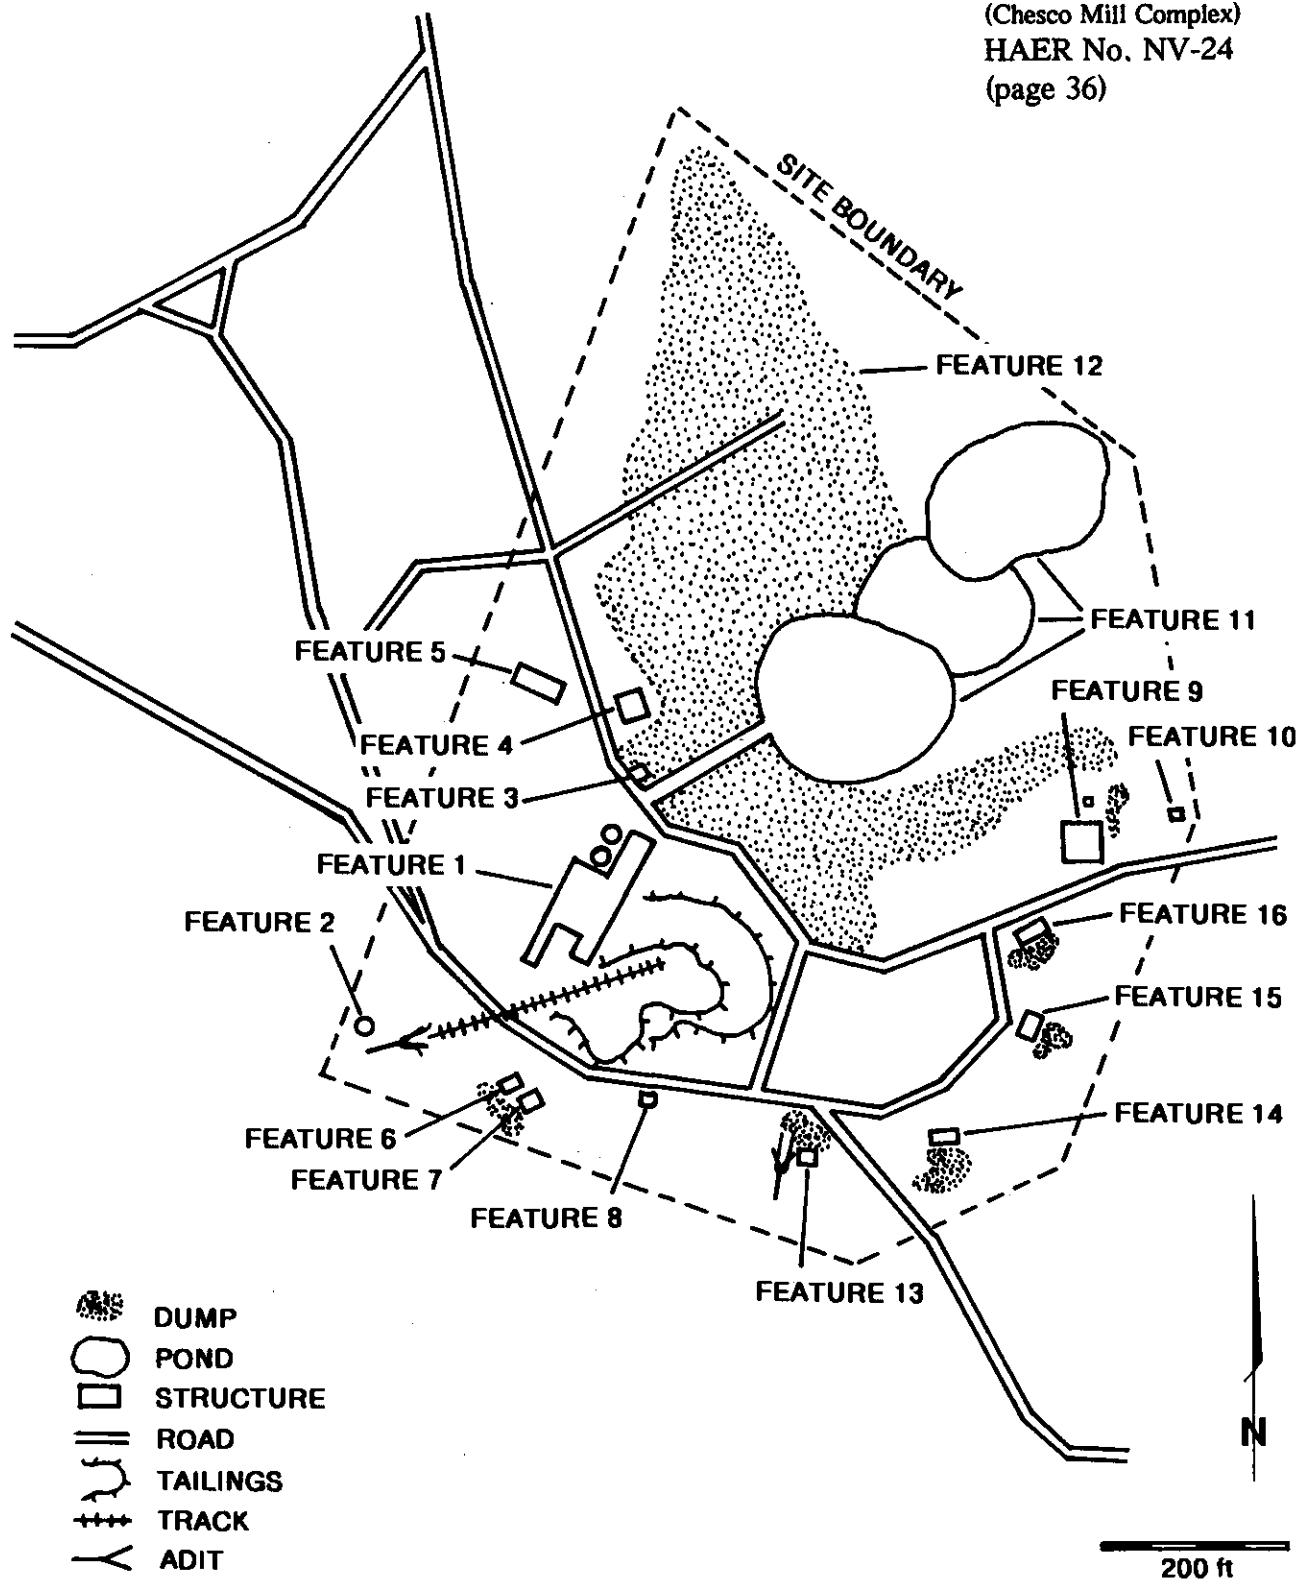 (Chesco Mill Complex)
HAER No. NV-24
(page 36)
SITE BOUNDARY
FEATURE 12
FEATURE 11
FEATURE 5
FEATURE 9
FEATURE 4
FEATURE 10
FEATURE 3
FEATURE 1
FEATURE 2
FEATURE 16
FEATURE 15
FEATURE 14
FEATURE 6
FEATURE 7
FEATURE 8
FEATURE 13
DUMP
POND
STRUCTURE
ROAD
TAILINGS
TRACK
ADIT
N
200 ft